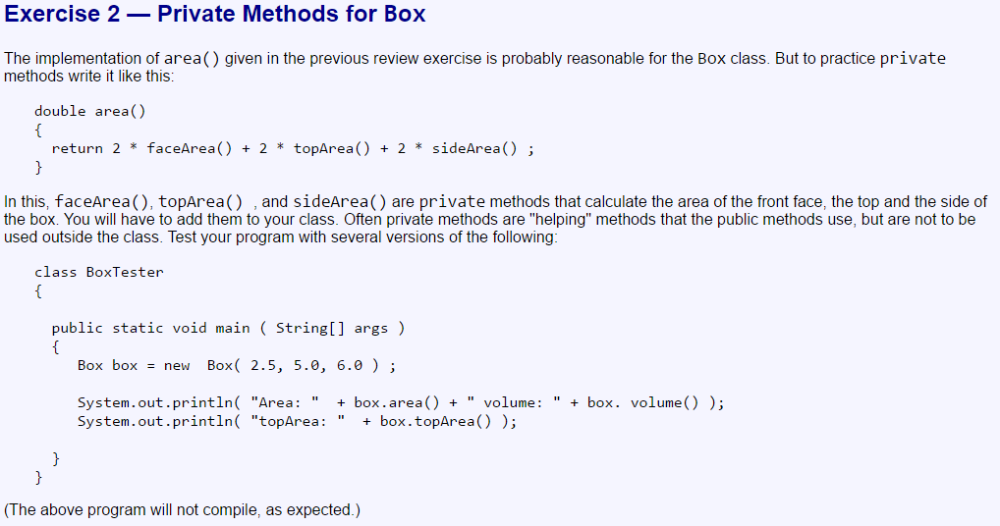 Exercise 2 — Private Methods for Box
The implementation of area() given in the previous review exercise is probably reasonable for the Box class. But to practice private
methods write it like this:
double area()
{
return 2 * faceArea() + 2 * topArea() + 2 * sideArea() ;
}
In this, faceArea(), topArea() , and sideArea() are private methods that calculate the area of the front face, the top and the side of
the box. You will have to add them to your class. Often private methods are "helping" methods that the public methods use, but are not to be
used outside the class. Test your program with several versions of the following:
class BoxTester
{
public static void main ( String[] args )
{
Box box = new  Box( 2.5, 5.0, 6.0 ) ;
System.out.println( "Area: "  + box.area() + " volume: " + box. volume() );
System.out.println( "topArea: "  + box.topArea() );
}
}
(The above program will not compile, as expected.)